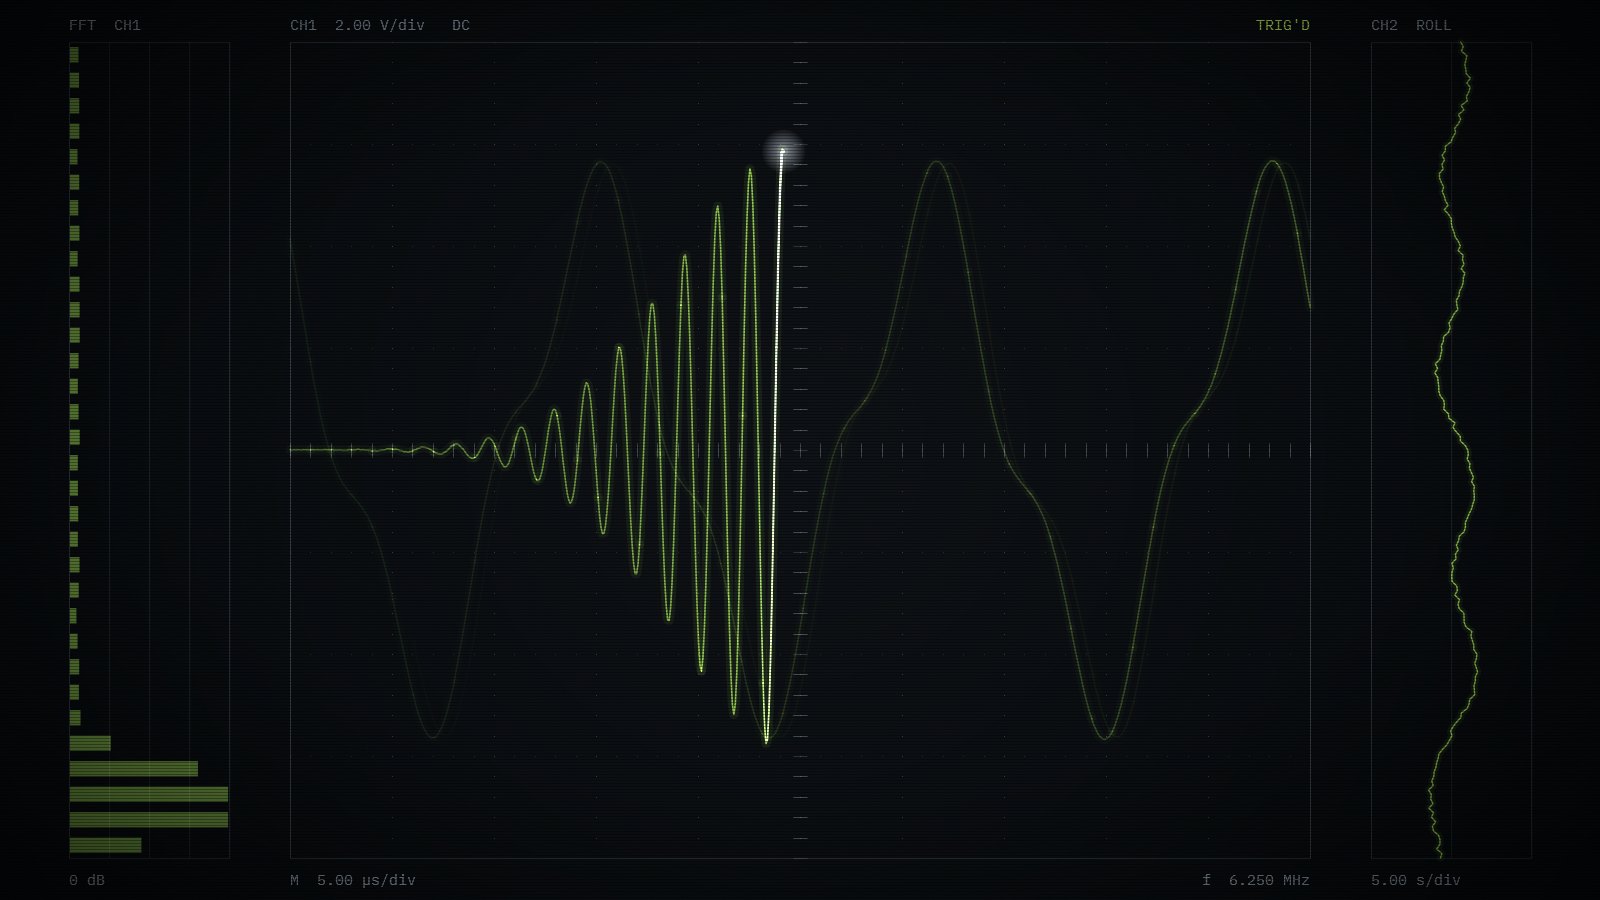 FFT CH1
CH1 2.00 V/div DC
TRIG'D
CH2 ROLL
0 dB
M 5.00 µs/div
f 6.250 MHz
5.00 s/div